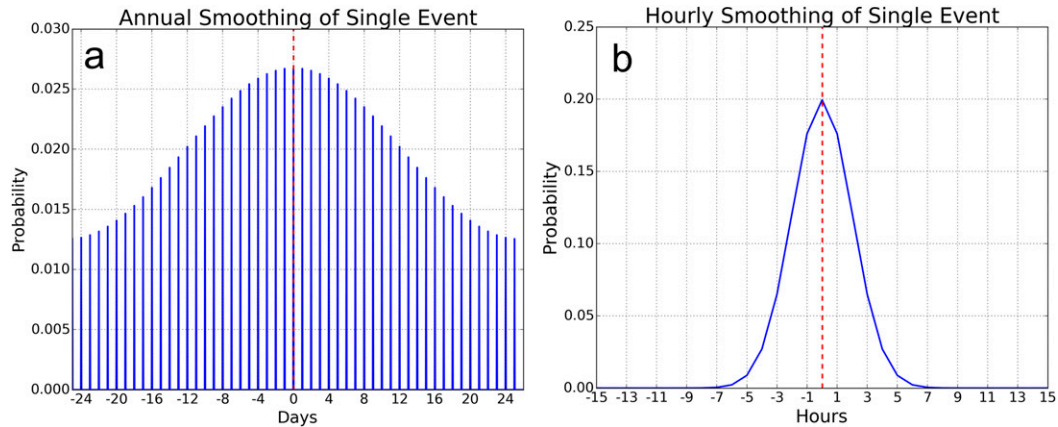 Annual Smoothing of Single Event
a
0.030
0.025
0.020
0.015
0.010
0.005
0.000
Probability
-24 -20 -16 -12 -8 -4 0 4 8 12 16 20 24
Days
Hourly Smoothing of Single Event
b
0.25
0.20
0.15
0.10
0.05
0.00
Probability
-15 -13 -11 -9 -7 -5 -3 -1 1 3 5 7 9 11 13 15
Hours